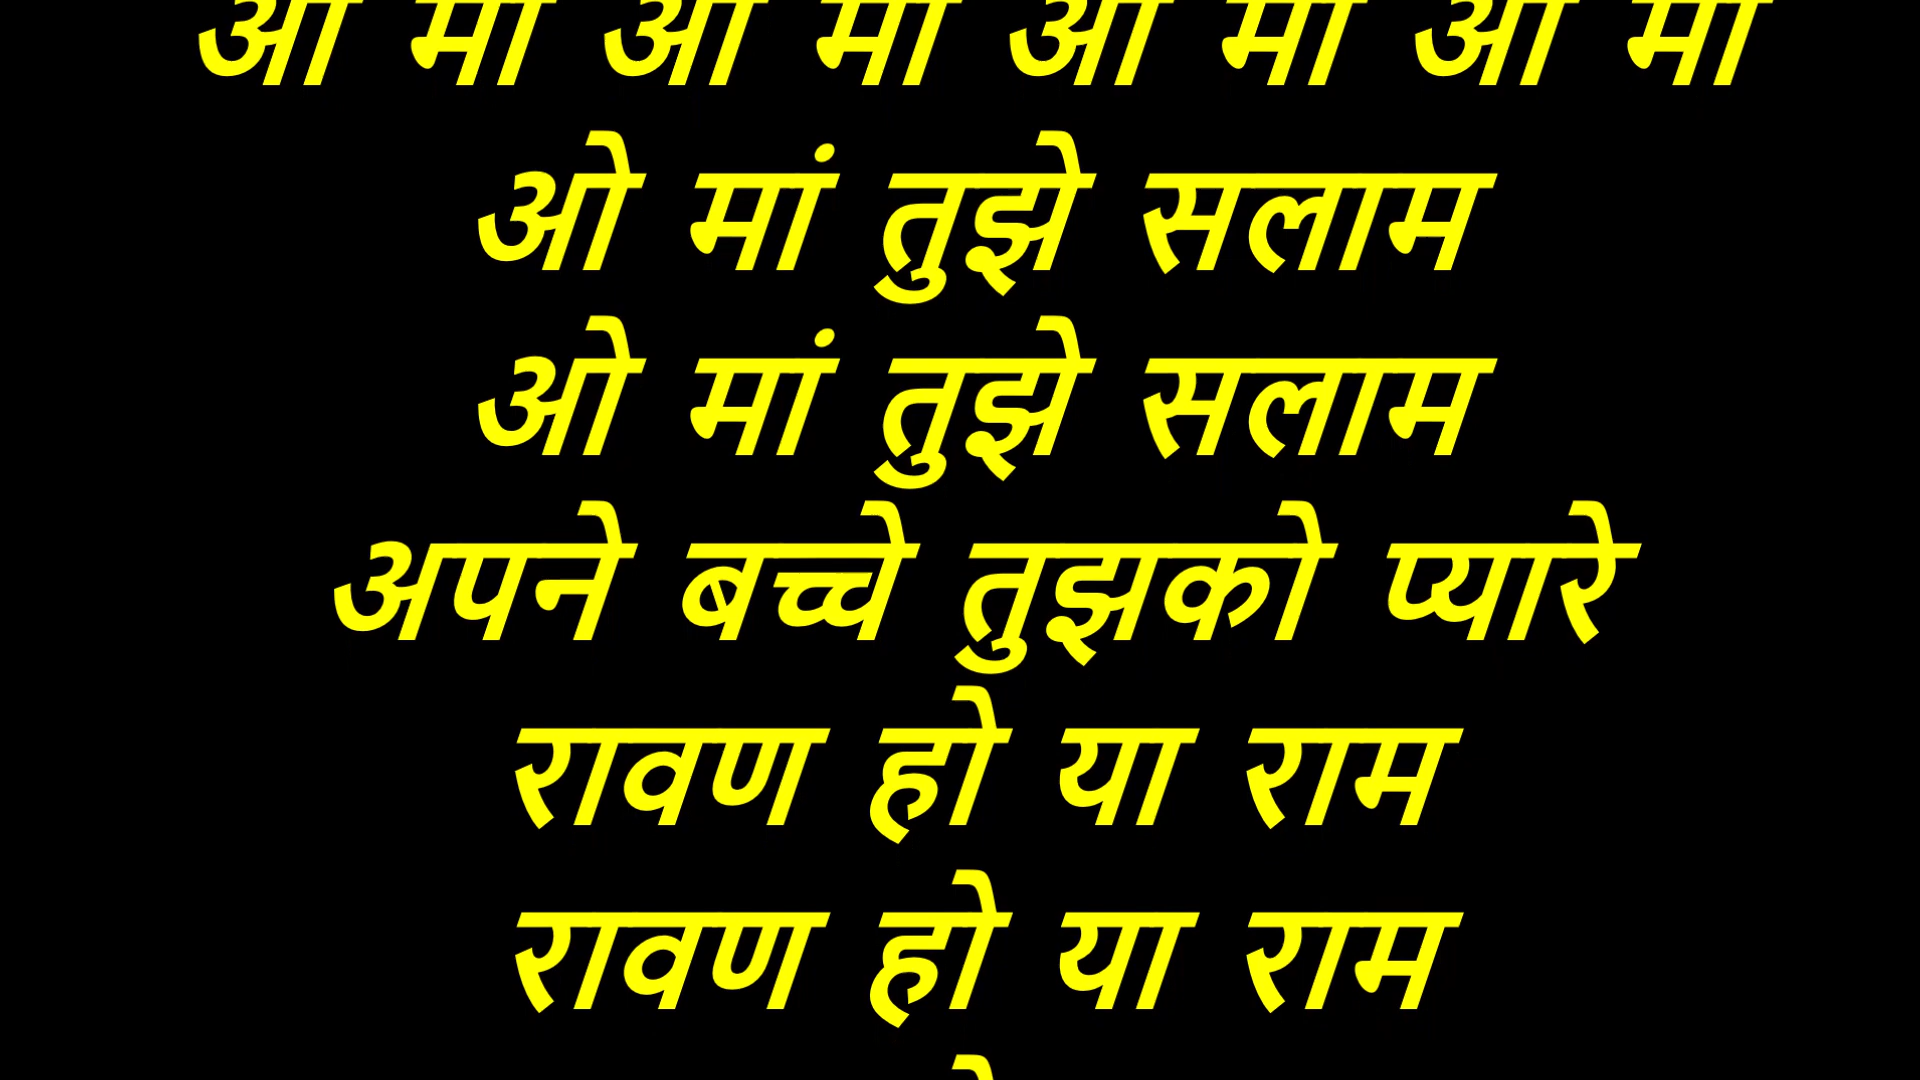 ओ मां तुझे सलाम
ओ मां तुझे सलाम
अपने बच्चे तुझको प्यारे
रावण हो या राम
रावण हो या राम